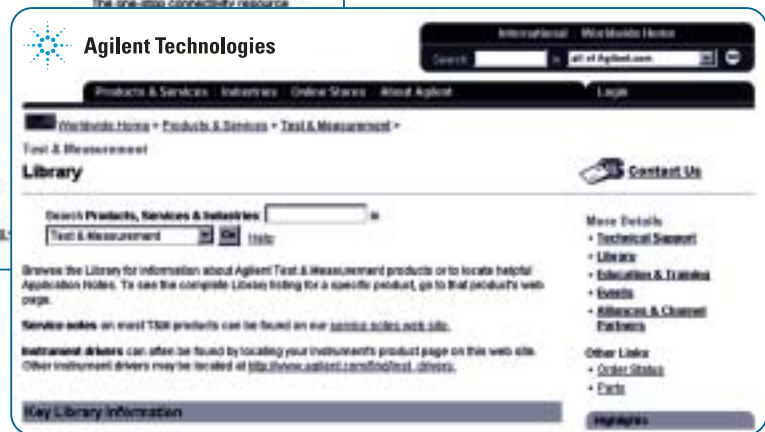 The one-stop connectivity resource
Agilent Technologies
International Worldwide Home
Search in all of Agilent.com GO
Products & Services Industries Online Stores About Agilent Login
Worldwide Home > Products & Services > Test & Measurement >
Test & Measurement
Library
Contact Us
Search Products, Services & Industries: in
Test & Measurement GO Help
Browse the Library for information about Agilent Test & Measurement products or to locate helpful
Application Notes. To see the complete Library listing for a specific product, go to that product's web
page.
Service notes on most T&M products can be found on our service notes web site.
Instrument drivers can often be found by locating your instrument's product page on this web site.
Other instrument drivers may be located at http://www.agilent.com/find/inst_drivers.
Key Library Information
More Details
• Technical Support
• Library
• Education & Training
• Events
• Alliances & Channel
Partners
Other Links
• Order Status
• Parts
Highlights